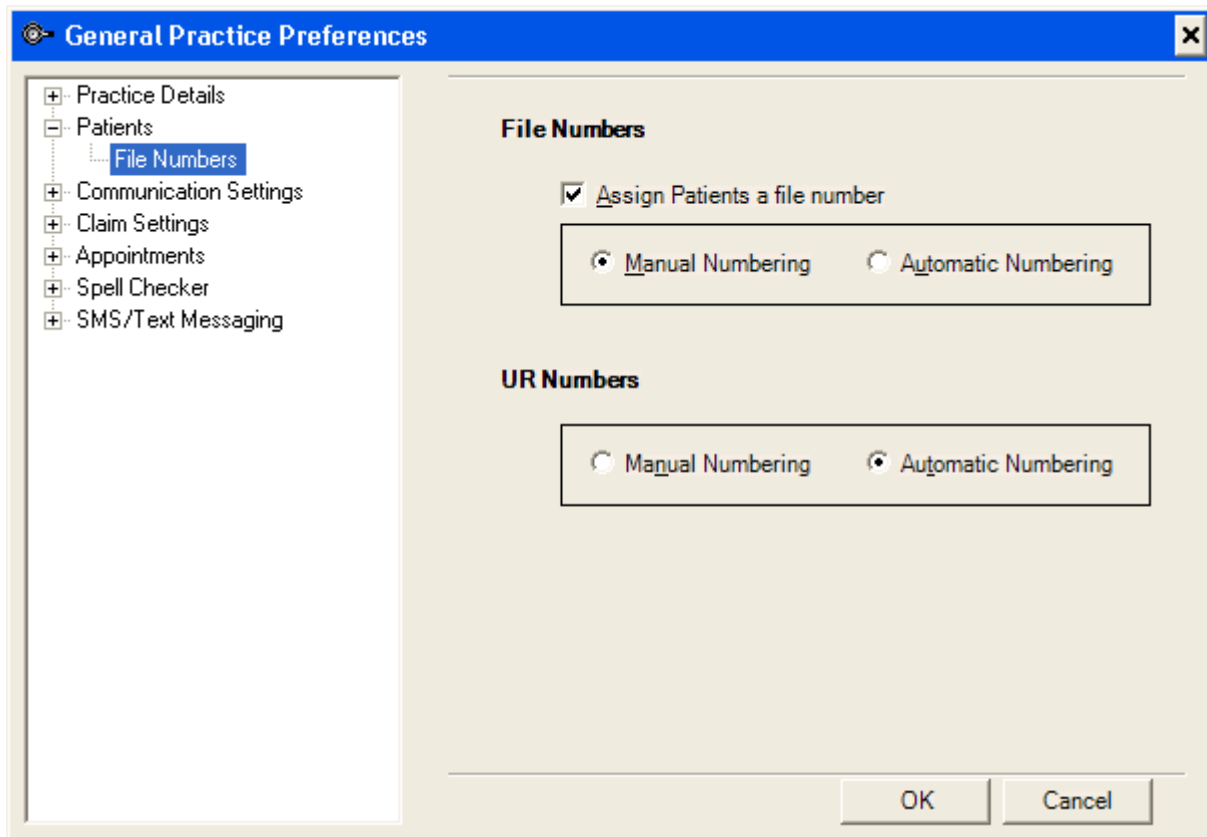 General Practice Preferences
Practice Details
Patients
File Numbers
Communication Settings
Claim Settings
Appointments
Spell Checker
SMS/Text Messaging
File Numbers
Assign Patients a file number
Manual Numbering Automatic Numbering
UR Numbers
Manual Numbering Automatic Numbering
OK Cancel